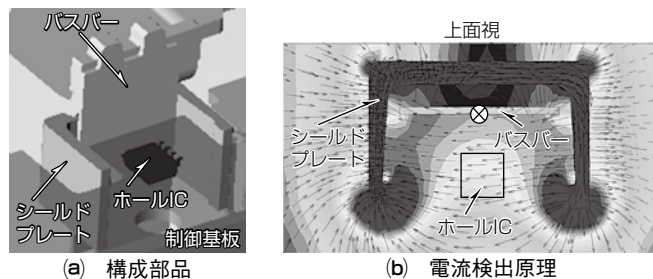 バスバー
シールド
プレート
ホールIC
制御基板
(a) 構成部品
上面視
シールド
プレート
バスバー
ホールIC
(b) 電流検出原理